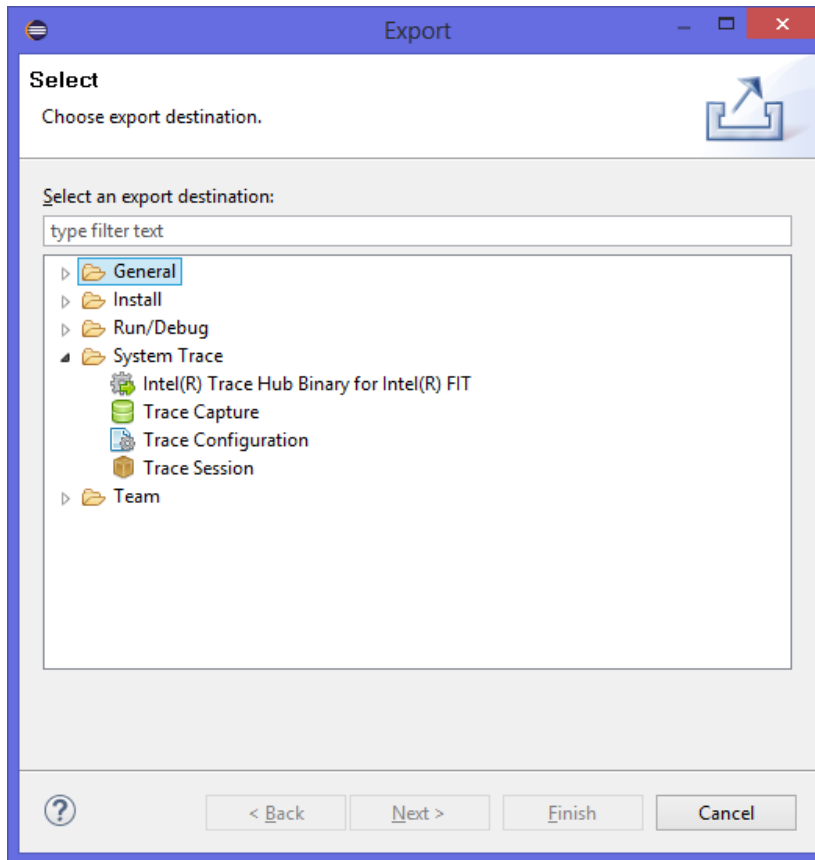 Export
Select
Choose export destination.
Select an export destination:
type filter text
General
Install
Run/Debug
System Trace
Intel(R) Trace Hub Binary for Intel(R) FIT
Trace Capture
Trace Configuration
Trace Session
Team
? < Back Next > Finish Cancel